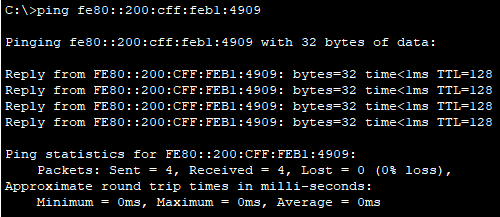 C:\>ping fe80::200:cff:feb1:4909
Pinging fe80::200:cff:feb1:4909 with 32 bytes of data:
Reply from FE80::200:CFF:FEB1:4909: bytes=32 time<1ms TTL=128
Reply from FE80::200:CFF:FEB1:4909: bytes=32 time<1ms TTL=128
Reply from FE80::200:CFF:FEB1:4909: bytes=32 time<1ms TTL=128
Reply from FE80::200:CFF:FEB1:4909: bytes=32 time<1ms TTL=128
Ping statistics for FE80::200:CFF:FEB1:4909:
Packets: Sent = 4, Received = 4, Lost = 0 (0% loss),
Approximate round trip times in milli-seconds:
Minimum = 0ms, Maximum = 0ms, Average = 0ms